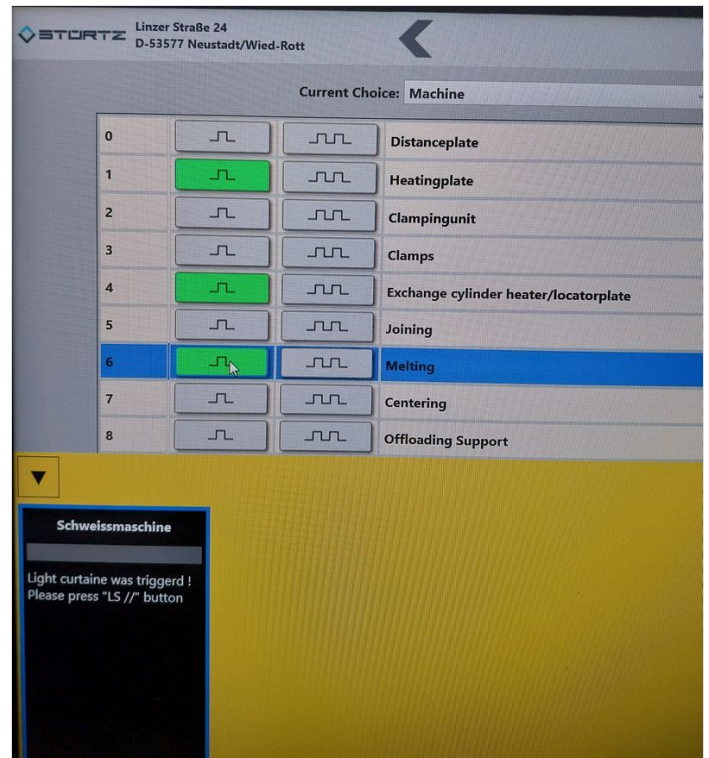 STÜRTZ
Linzer Straße 24
D-53577 Neustadt/Wied-Rott
Current Choice: Machine
0 Distanceplate
1 Heatingplate
2 Clampingunit
3 Clamps
4 Exchange cylinder heater/locatorplate
5 Joining
6 Melting
7 Centering
8 Offloading Support
Schweissmaschine
Light curtaine was triggerd !
Please press "LS //" button